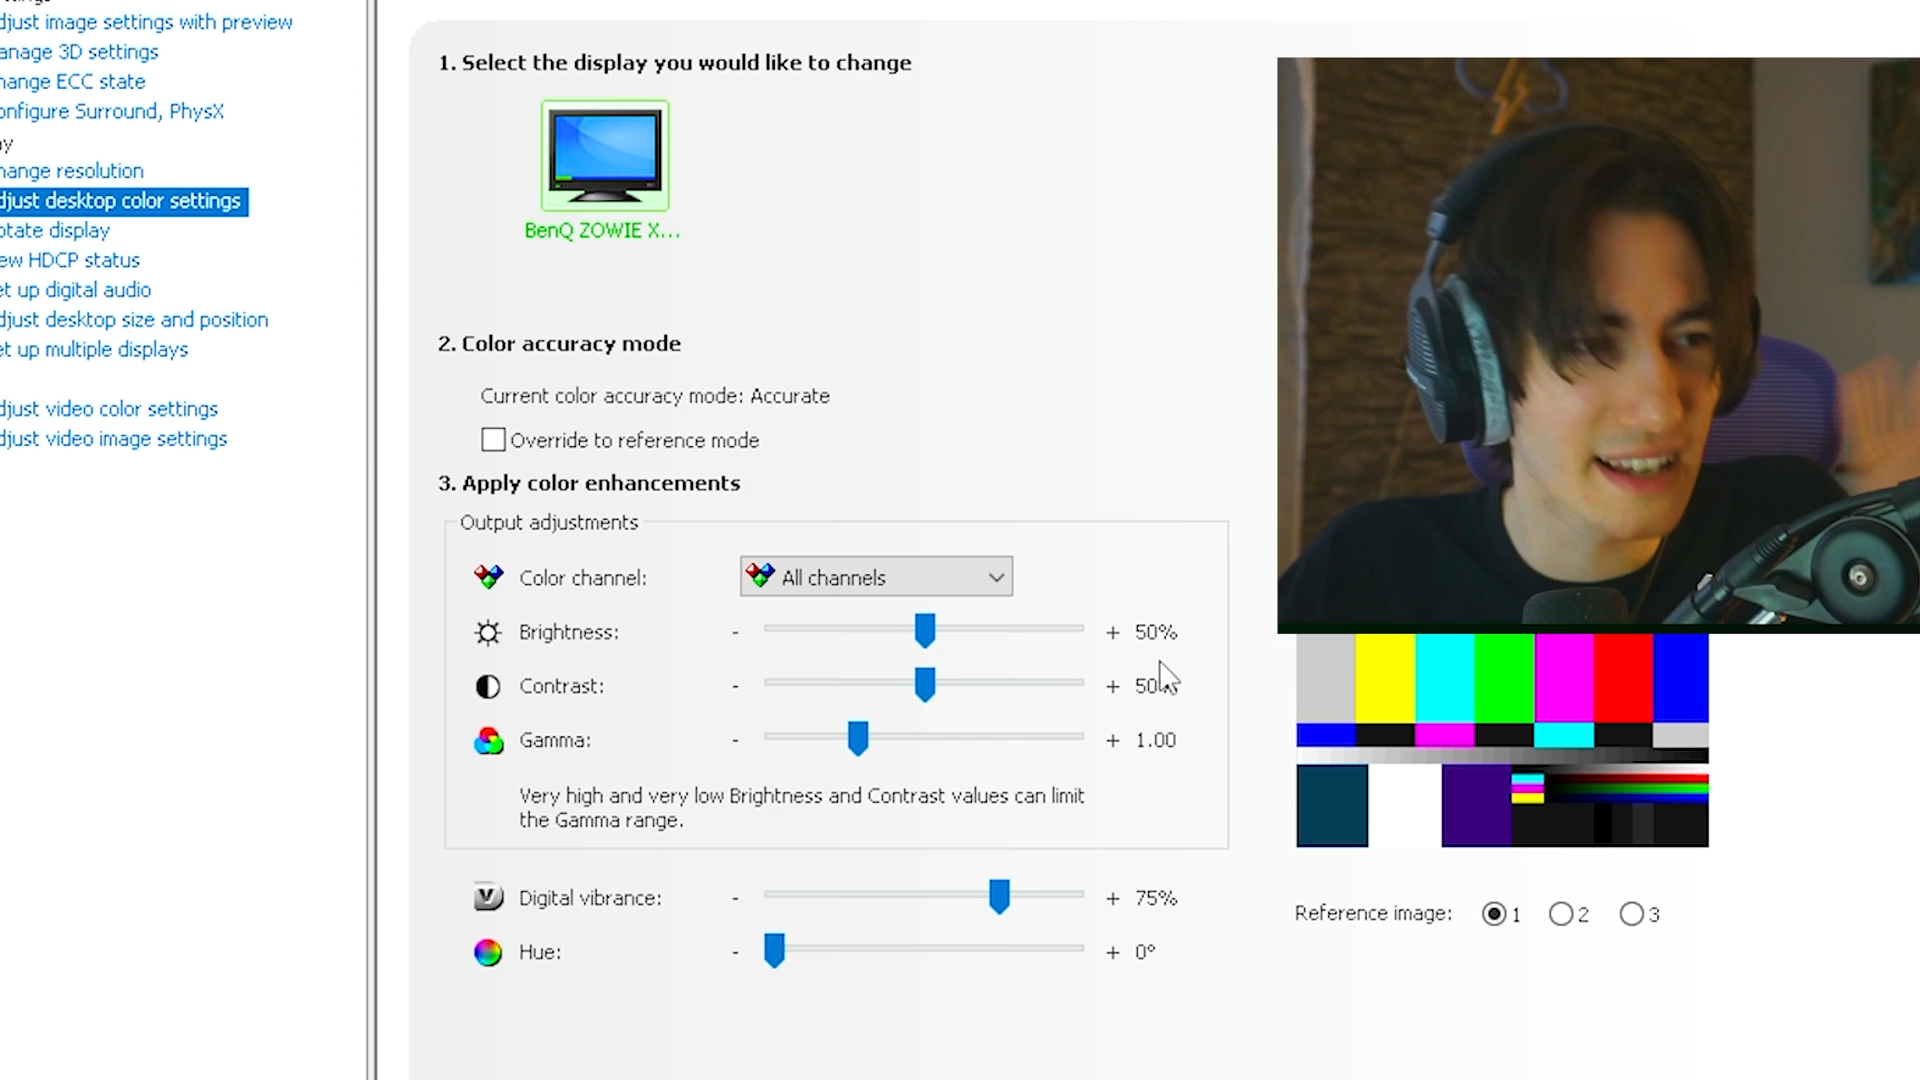 djust image settings with preview
anage 3D settings
hange ECC state
onfigure Surround, PhysX
ay
hange resolution
djust desktop color settings
otate display
ew HDCP status
et up digital audio
djust desktop size and position
et up multiple displays
djust video color settings
djust video image settings
1. Select the display you would like to change
BenQ ZOWIE X...
2. Color accuracy mode
Current color accuracy mode: Accurate
Override to reference mode
3. Apply color enhancements
Output adjustments
Color channel: All channels
Brightness: - + 50%
Contrast: - + 50%
Gamma: - + 1.00
Very high and very low Brightness and Contrast values can limit
the Gamma range.
Digital vibrance: - + 75%
Hue: - + 0°
Reference image: 1 2 3